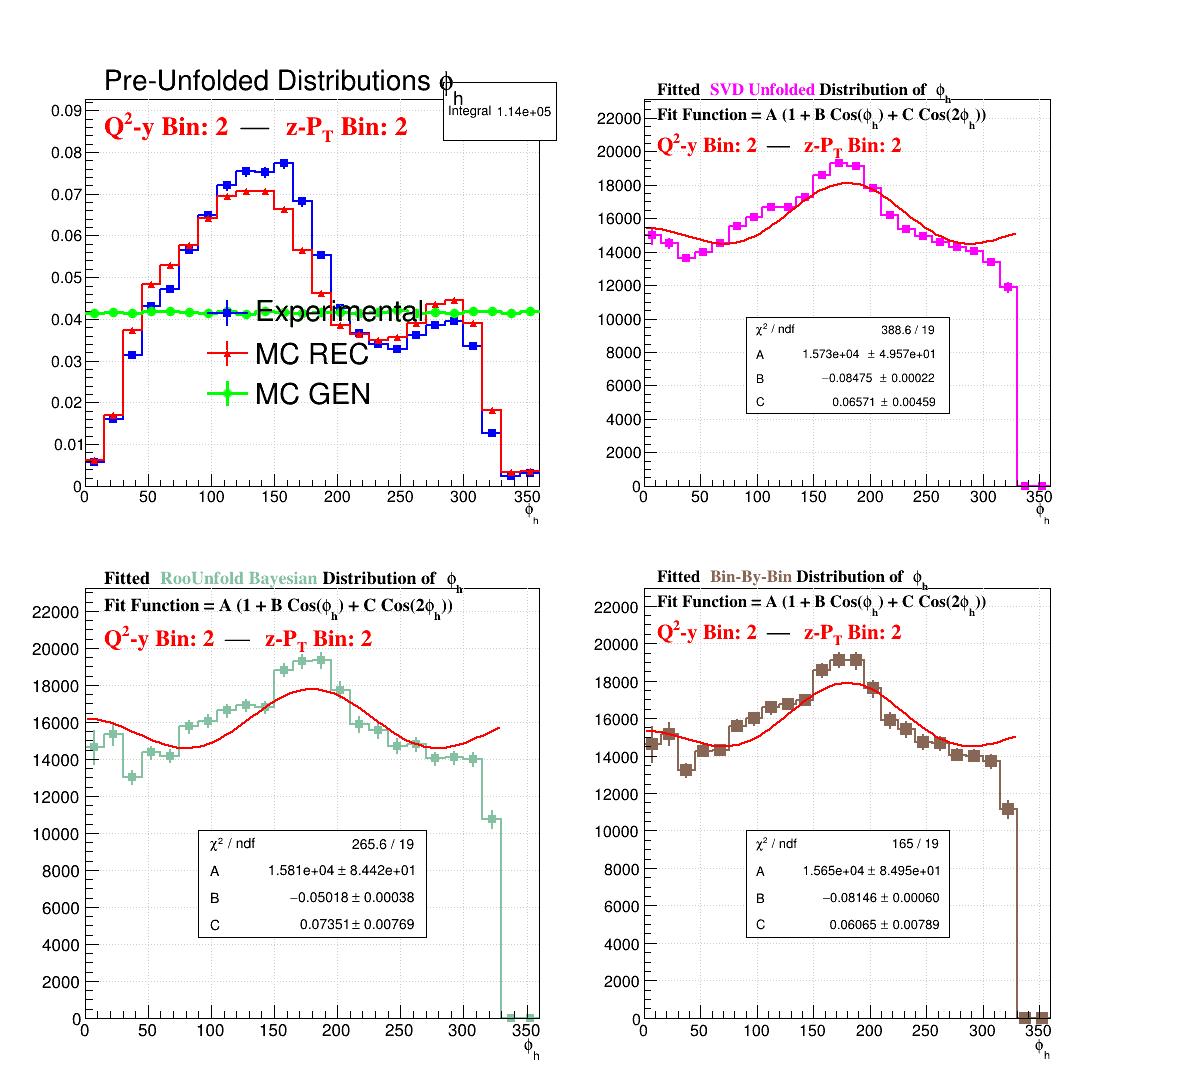 Pre-Unfolded Distributions ϕh
Integral 1.14e+05
Q²-y Bin: 2 — z-PT Bin: 2
0.09
0.08
0.07
0.06
0.05
0.04
0.03
0.02
0.01
0
Experimental
MC REC
MC GEN
0 50 100 150 200 250 300 350
ϕh
Fitted SVD Unfolded Distribution of ϕh
Fit Function = A (1 + B Cos(ϕh) + C Cos(2ϕh))
Q²-y Bin: 2 — z-PT Bin: 2
22000
20000
18000
16000
14000
12000
10000
8000
6000
4000
2000
0
χ² / ndf 388.6 / 19
A 1.573e+04 ± 4.957e+01
B −0.08475 ± 0.00022
C 0.06571 ± 0.00459
0 50 100 150 200 250 300 350
ϕh
Fitted RooUnfold Bayesian Distribution of ϕh
Fit Function = A (1 + B Cos(ϕh) + C Cos(2ϕh))
Q²-y Bin: 2 — z-PT Bin: 2
22000
20000
18000
16000
14000
12000
10000
8000
6000
4000
2000
0
χ² / ndf 265.6 / 19
A 1.581e+04 ± 8.442e+01
B −0.05018 ± 0.00038
C 0.07351 ± 0.00769
0 50 100 150 200 250 300 350
ϕh
Fitted Bin-By-Bin Distribution of ϕh
Fit Function = A (1 + B Cos(ϕh) + C Cos(2ϕh))
Q²-y Bin: 2 — z-PT Bin: 2
22000
20000
18000
16000
14000
12000
10000
8000
6000
4000
2000
0
χ² / ndf 165 / 19
A 1.565e+04 ± 8.495e+01
B −0.08146 ± 0.00060
C 0.06065 ± 0.00789
0 50 100 150 200 250 300 350
ϕh